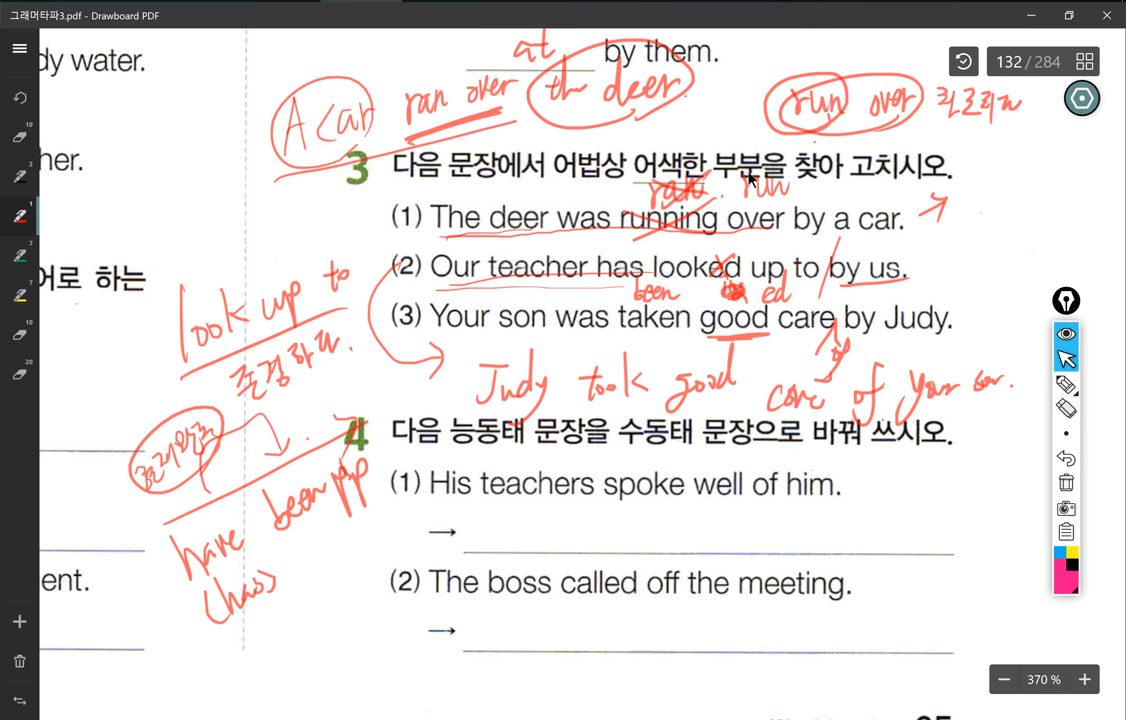 그래머타파3.pdf - Drawboard PDF
132 / 284
dy water.
at by them.
A car ran over the deer.
run over
her.
3 다음 문장에서 어법상 어색한 부분을 찾아 고치시오.
run
(1) The deer was running over by a car.
어로 하는
(2) Our teacher has looked up to by us.
been ed
look up to
존경하다.
(3) Your son was taken good care by Judy.
of
Judy took good care of your son.
4 다음 능동태 문장을 수동태 문장으로 바꿔 쓰시오.
현재완료
have been pp
(has)
(1) His teachers spoke well of him.
→
ent.
(2) The boss called off the meeting.
→
370 %